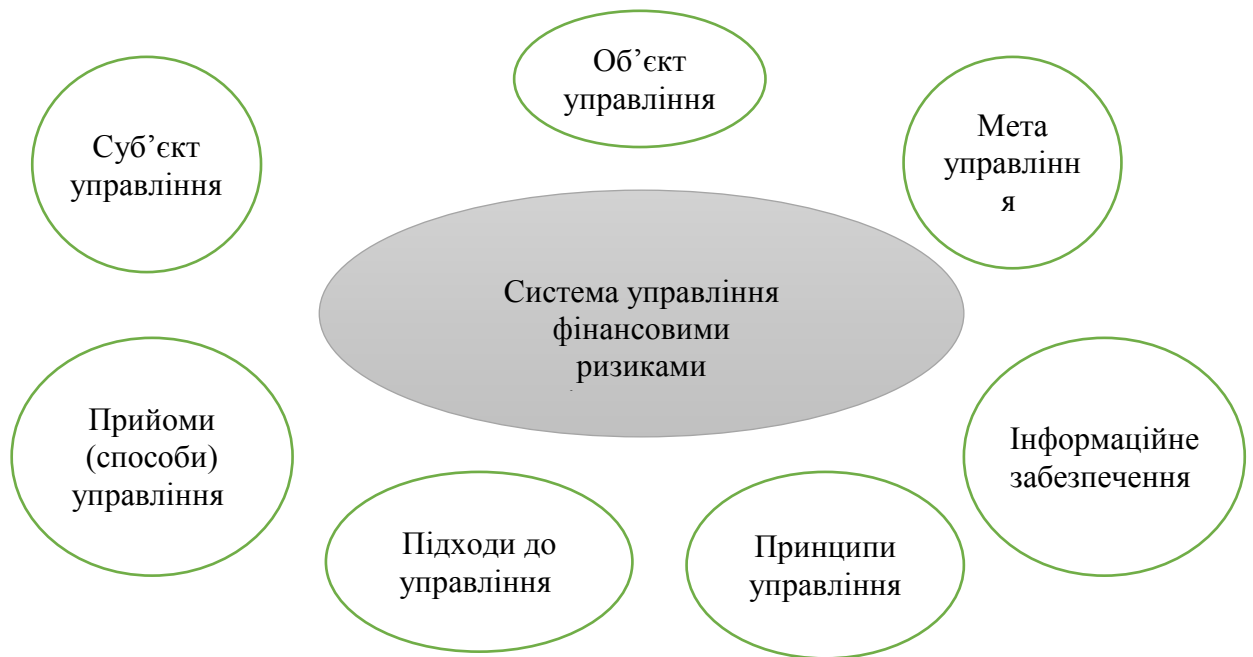 Об’єкт
управління
Суб’єкт
управління
Мета
управлінн
я
Система управління
фінансовими
ризиками
Прийоми
(способи)
управління
Інформаційне
забезпечення
Підходи до
управління
Принципи
управління